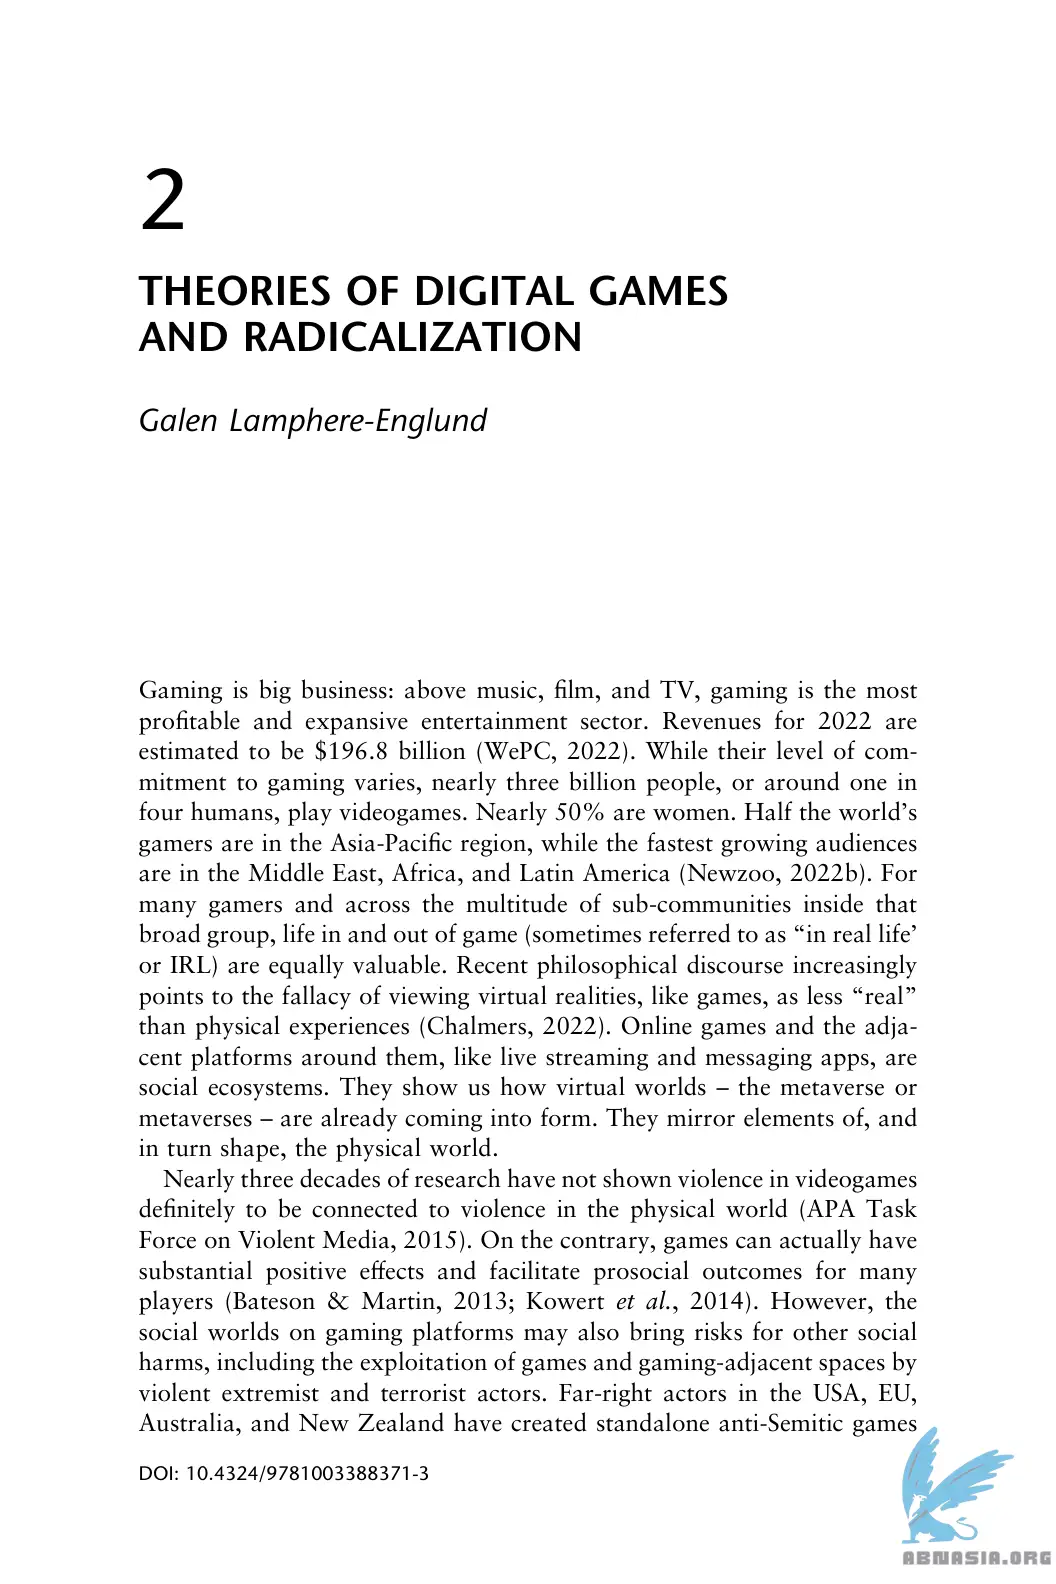 2
THEORIES OF DIGITAL GAMES
AND RADICALIZATION
Galen Lamphere-Englund
Gaming is big business: above music, film, and TV, gaming is the most
profitable and expansive entertainment sector. Revenues for 2022 are
estimated to be $196.8 billion (WePC, 2022). While their level of com-
mitment to gaming varies, nearly three billion people, or around one in
four humans, play videogames. Nearly 50% are women. Half the world’s
gamers are in the Asia-Pacific region, while the fastest growing audiences
are in the Middle East, Africa, and Latin America (Newzoo, 2022b). For
many gamers and across the multitude of sub-communities inside that
broad group, life in and out of game (sometimes referred to as “in real life’
or IRL) are equally valuable. Recent philosophical discourse increasingly
points to the fallacy of viewing virtual realities, like games, as less “real”
than physical experiences (Chalmers, 2022). Online games and the adja-
cent platforms around them, like live streaming and messaging apps, are
social ecosystems. They show us how virtual worlds – the metaverse or
metaverses – are already coming into form. They mirror elements of, and
in turn shape, the physical world.
Nearly three decades of research have not shown violence in videogames
definitely to be connected to violence in the physical world (APA Task
Force on Violent Media, 2015). On the contrary, games can actually have
substantial positive effects and facilitate prosocial outcomes for many
players (Bateson & Martin, 2013; Kowert et al., 2014). However, the
social worlds on gaming platforms may also bring risks for other social
harms, including the exploitation of games and gaming-adjacent spaces by
violent extremist and terrorist actors. Far-right actors in the USA, EU,
Australia, and New Zealand have created standalone anti-Semitic games
DOI: 10.4324/9781003388371-3
ABNASIA.ORG